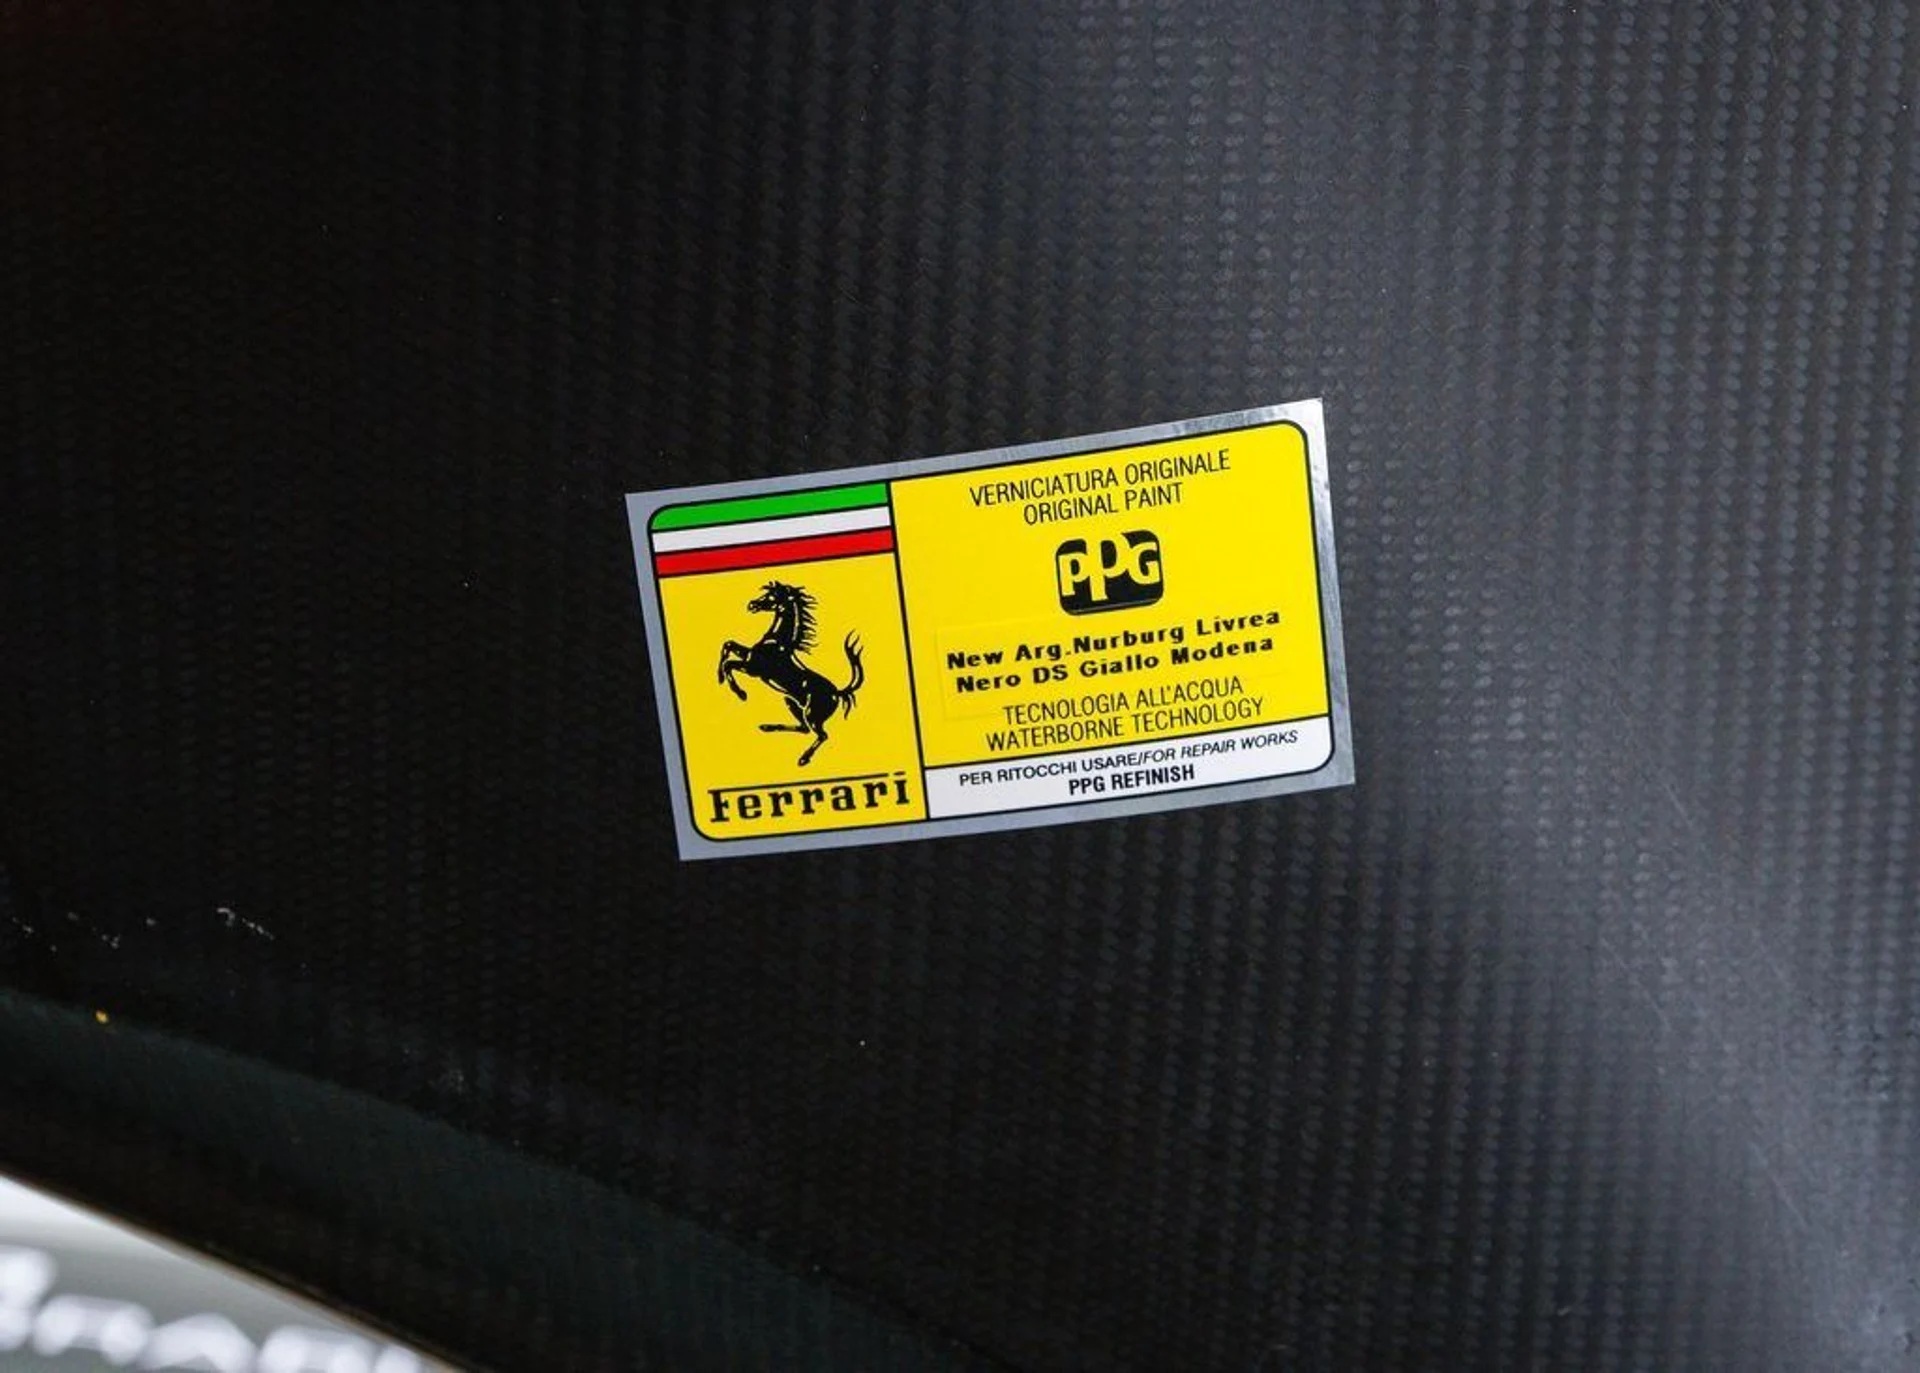 Ferrari
VERNICIATURA ORIGINALE
ORIGINAL PAINT
PPG
New Arg.Nurburg Livrea
Nero DS Giallo Modena
TECNOLOGIA ALL'ACQUA
WATERBORNE TECHNOLOGY
PER RITOCCHI USARE/FOR REPAIR WORKS
PPG REFINISH